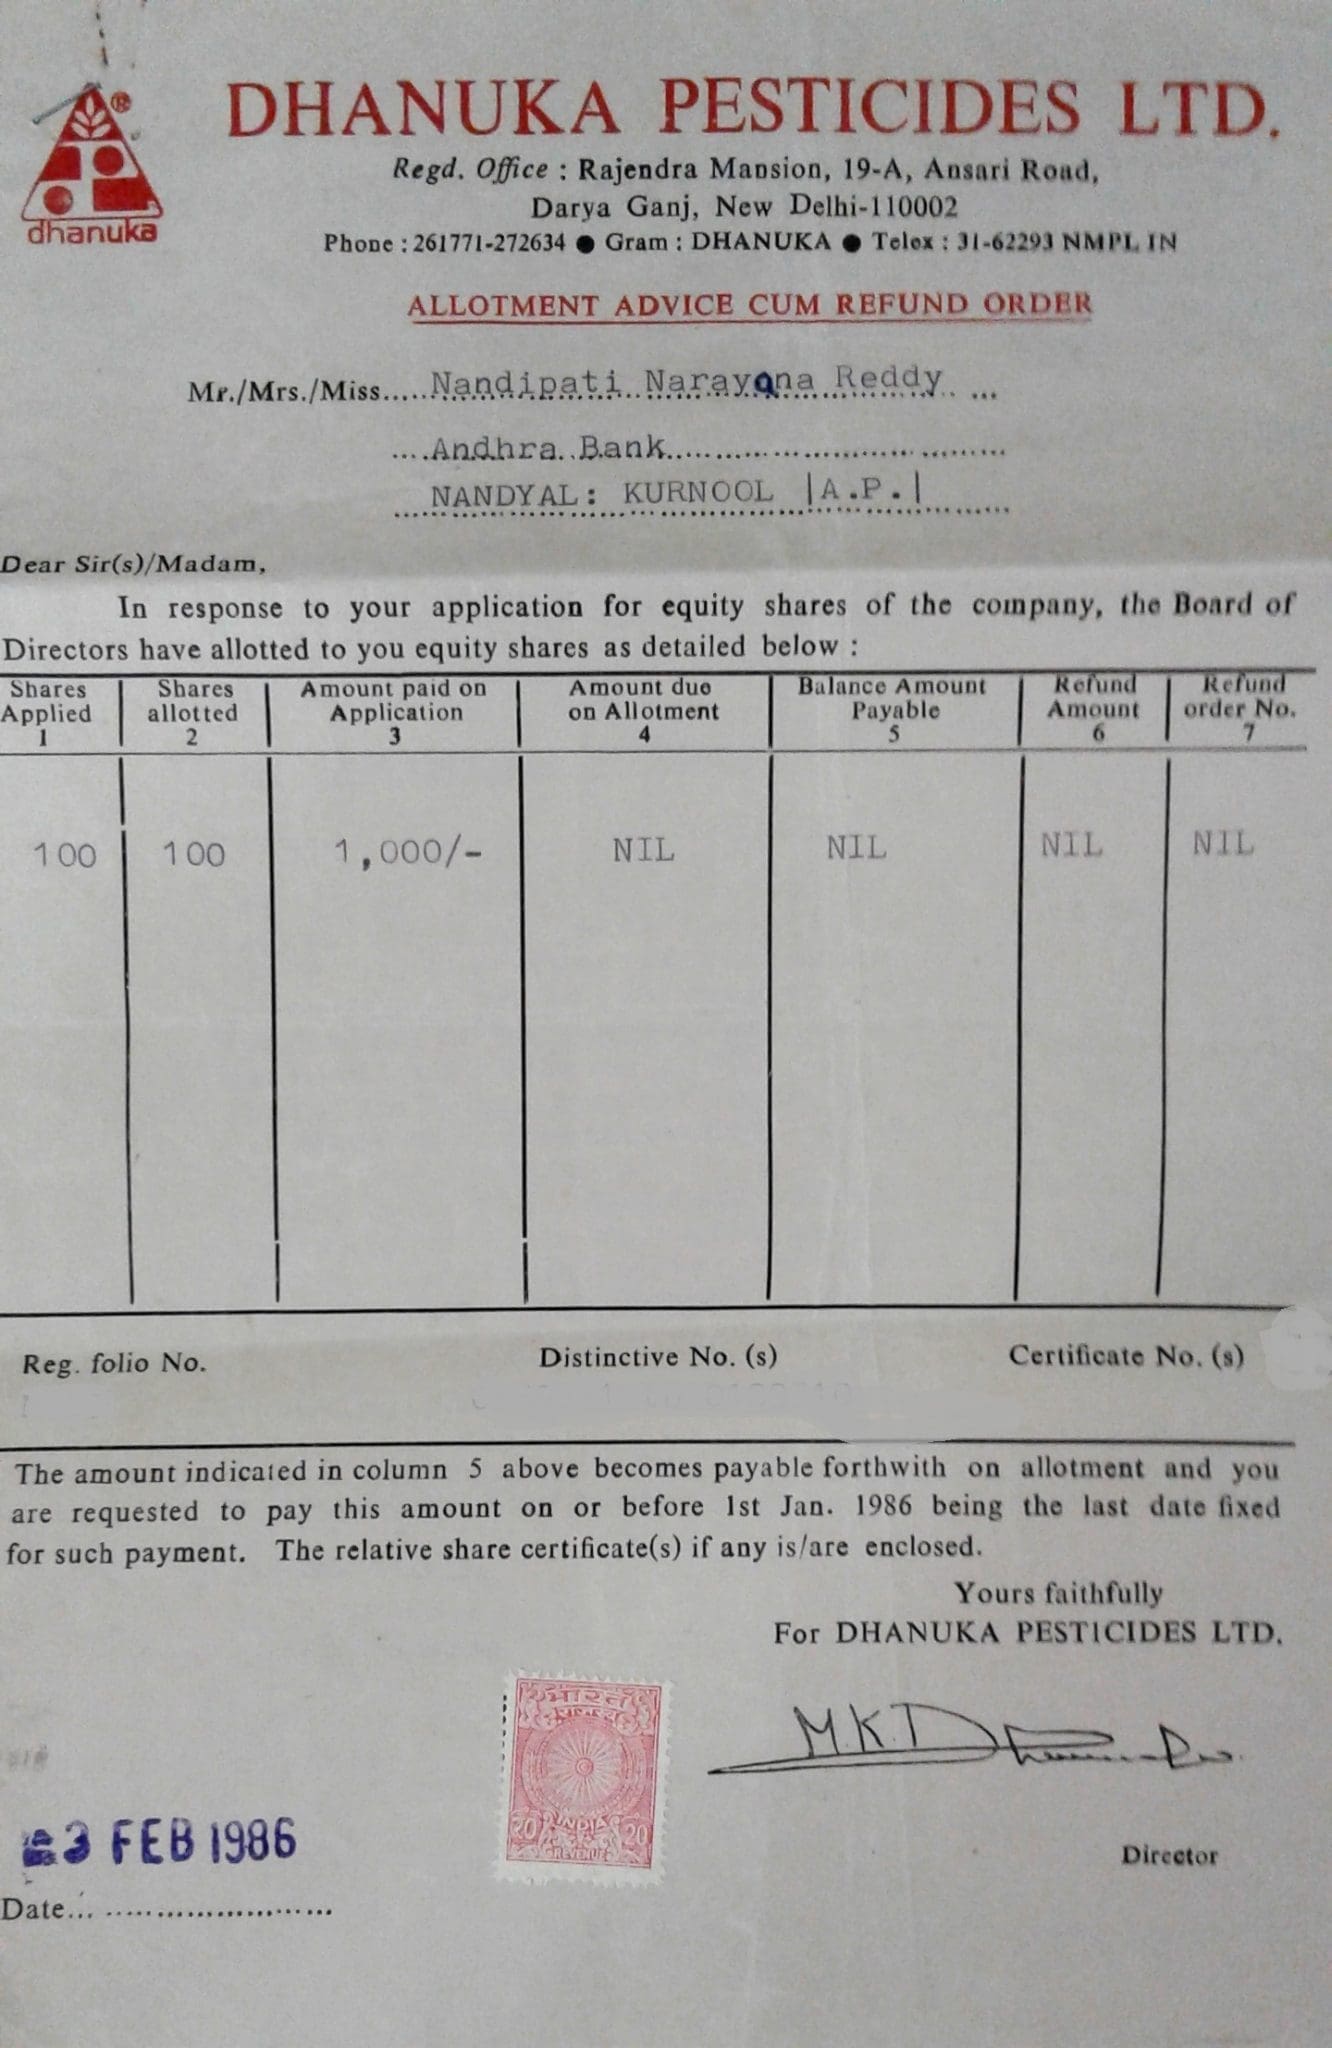 DHANUKA PESTICIDES LTD.
®
dhanuka
Regd. Office : Rajendra Mansion, 19-A, Ansari Road,
Darya Ganj, New Delhi-110002
Phone : 261771-272634 ● Gram : DHANUKA ● Telex : 31-62293 NMPL IN
ALLOTMENT ADVICE CUM REFUND ORDER
Mr./Mrs./Miss.....Nandipati Narayana Reddy ...
....Andhra Bank....................................
NANDYAL: KURNOOL |A.P.|
Dear Sir(s)/Madam,
In response to your application for equity shares of the company, the Board of
Directors have allotted to you equity shares as detailed below :
Shares Applied 1 Shares allotted 2 Amount paid on Application 3 Amount due on Allotment 4 Balance Amount Payable 5 Refund Amount 6 Refund order No. 7
100 100 1,000/- NIL NIL NIL NIL
Reg. folio No. Distinctive No. (s) Certificate No. (s)
The amount indicated in column 5 above becomes payable forthwith on allotment and you
are requested to pay this amount on or before 1st Jan. 1986 being the last date fixed
for such payment. The relative share certificate(s) if any is/are enclosed.
Yours faithfully
For DHANUKA PESTICIDES LTD.
भारत
INDIA
२० 20
REVENUE
M.K.Dhanuka
Director
3 FEB 1986
Date... .......................